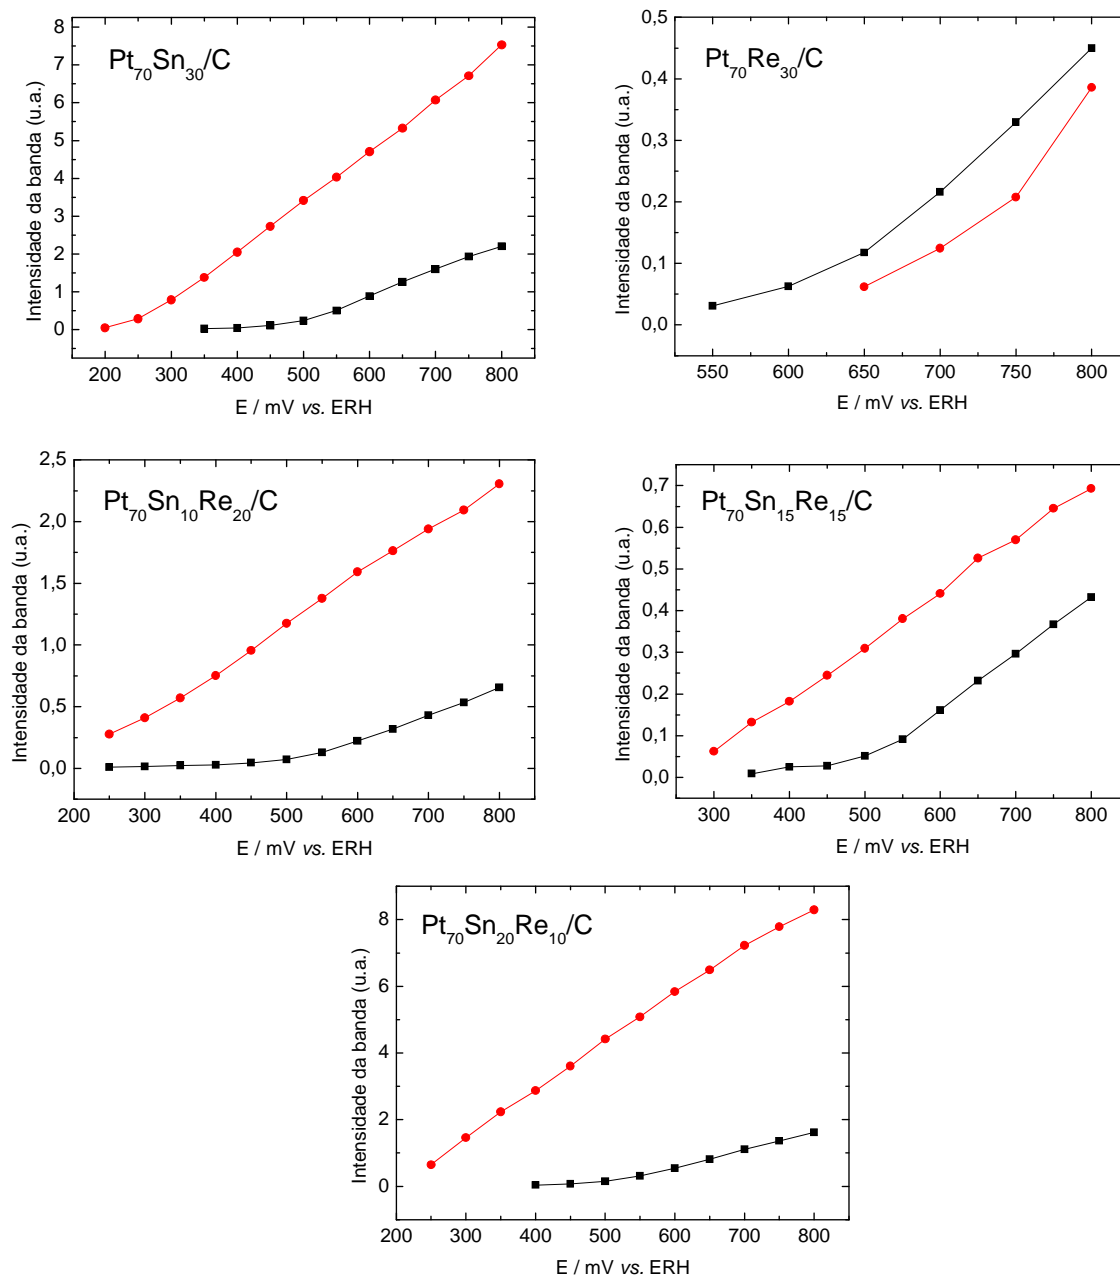 Pt70Sn30/C
Intensidade da banda (u.a.)
8
7
6
5
4
3
2
1
0
200 300 400 500 600 700 800
E / mV vs. ERH
Pt70Re30/C
Intensidade da banda (u.a.)
0,5
0,4
0,3
0,2
0,1
0,0
550 600 650 700 750 800
E / mV vs. ERH
Pt70Sn10Re20/C
Intensidade da banda (u.a.)
2,5
2,0
1,5
1,0
0,5
0,0
200 300 400 500 600 700 800
E / mV vs. ERH
Pt70Sn15Re15/C
Intensidade da banda (u.a.)
0,7
0,6
0,5
0,4
0,3
0,2
0,1
0,0
300 400 500 600 700 800
E / mV vs. ERH
Pt70Sn20Re10/C
Intensidade da banda (u.a.)
8
6
4
2
0
200 300 400 500 600 700 800
E / mV vs. ERH